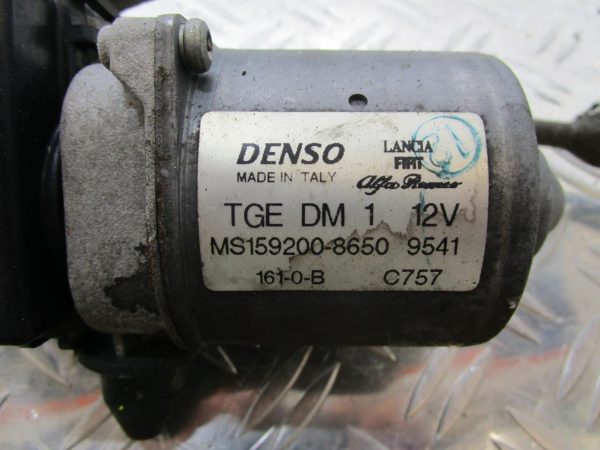 DENSO
MADE IN ITALY
LANCIA
FIAT
Alfa Romeo
TGE DM 1 12V
MS159200-8650 9541
161-0-B C757